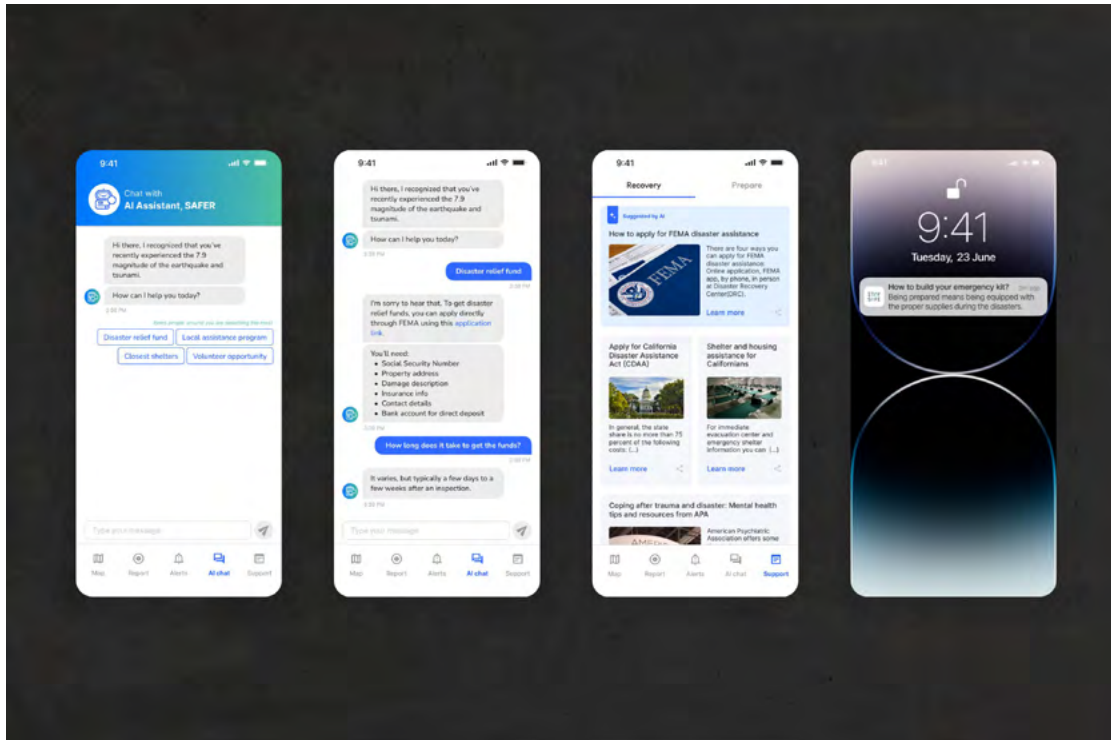 9:41
Chat with
AI Assistant, SAFER
Hi there, I recognized that you've
recently experienced the 7.9
magnitude of the earthquake and
tsunami.
How can I help you today?
Disaster relief fund
Local assistance program
Closest shelters
Volunteer opportunity
Type your message
Map
Report
Alerts
AI chat
Support
9:41
Hi there, I recognized that you've
recently experienced the 7.9
magnitude of the earthquake and
tsunami.
How can I help you today?
Disaster relief fund
I'm sorry to hear that. To get disaster
relief funds, you can apply directly
through FEMA using this application
link.
You'll need:
• Social Security Number
• Property address
• Damage description
• Insurance info
• Contact details
• Bank account for direct deposit
How long does it take to get the funds?
It varies, but typically a few days to a
few weeks after an inspection.
Type your message
Map
Report
Alerts
AI chat
Support
9:41
Recovery
Prepare
Suggested by AI
How to apply for FEMA disaster assistance
FEMA
There are four ways you
can apply for FEMA
disaster assistance.
Online application, FEMA
app, by phone, in person
at Disaster Recovery
Center(DRC).
Learn more
Apply for California
Disaster Assistance
Act (CDAA)
In general, the state
share is no more than 75
percent of the following
costs: (...)
Learn more
Shelter and housing
assistance for
Californians
For immediate
evacuation center and
emergency shelter
information you can (...)
Learn more
Coping after trauma and disaster: Mental health
tips and resources from APA
American Psychiatric
Association offers some
Map
Report
Alerts
AI chat
Support
9:41
9:41
Tuesday, 23 June
How to build your emergency kit?
Being prepared means being equipped with
the proper supplies during the disasters.